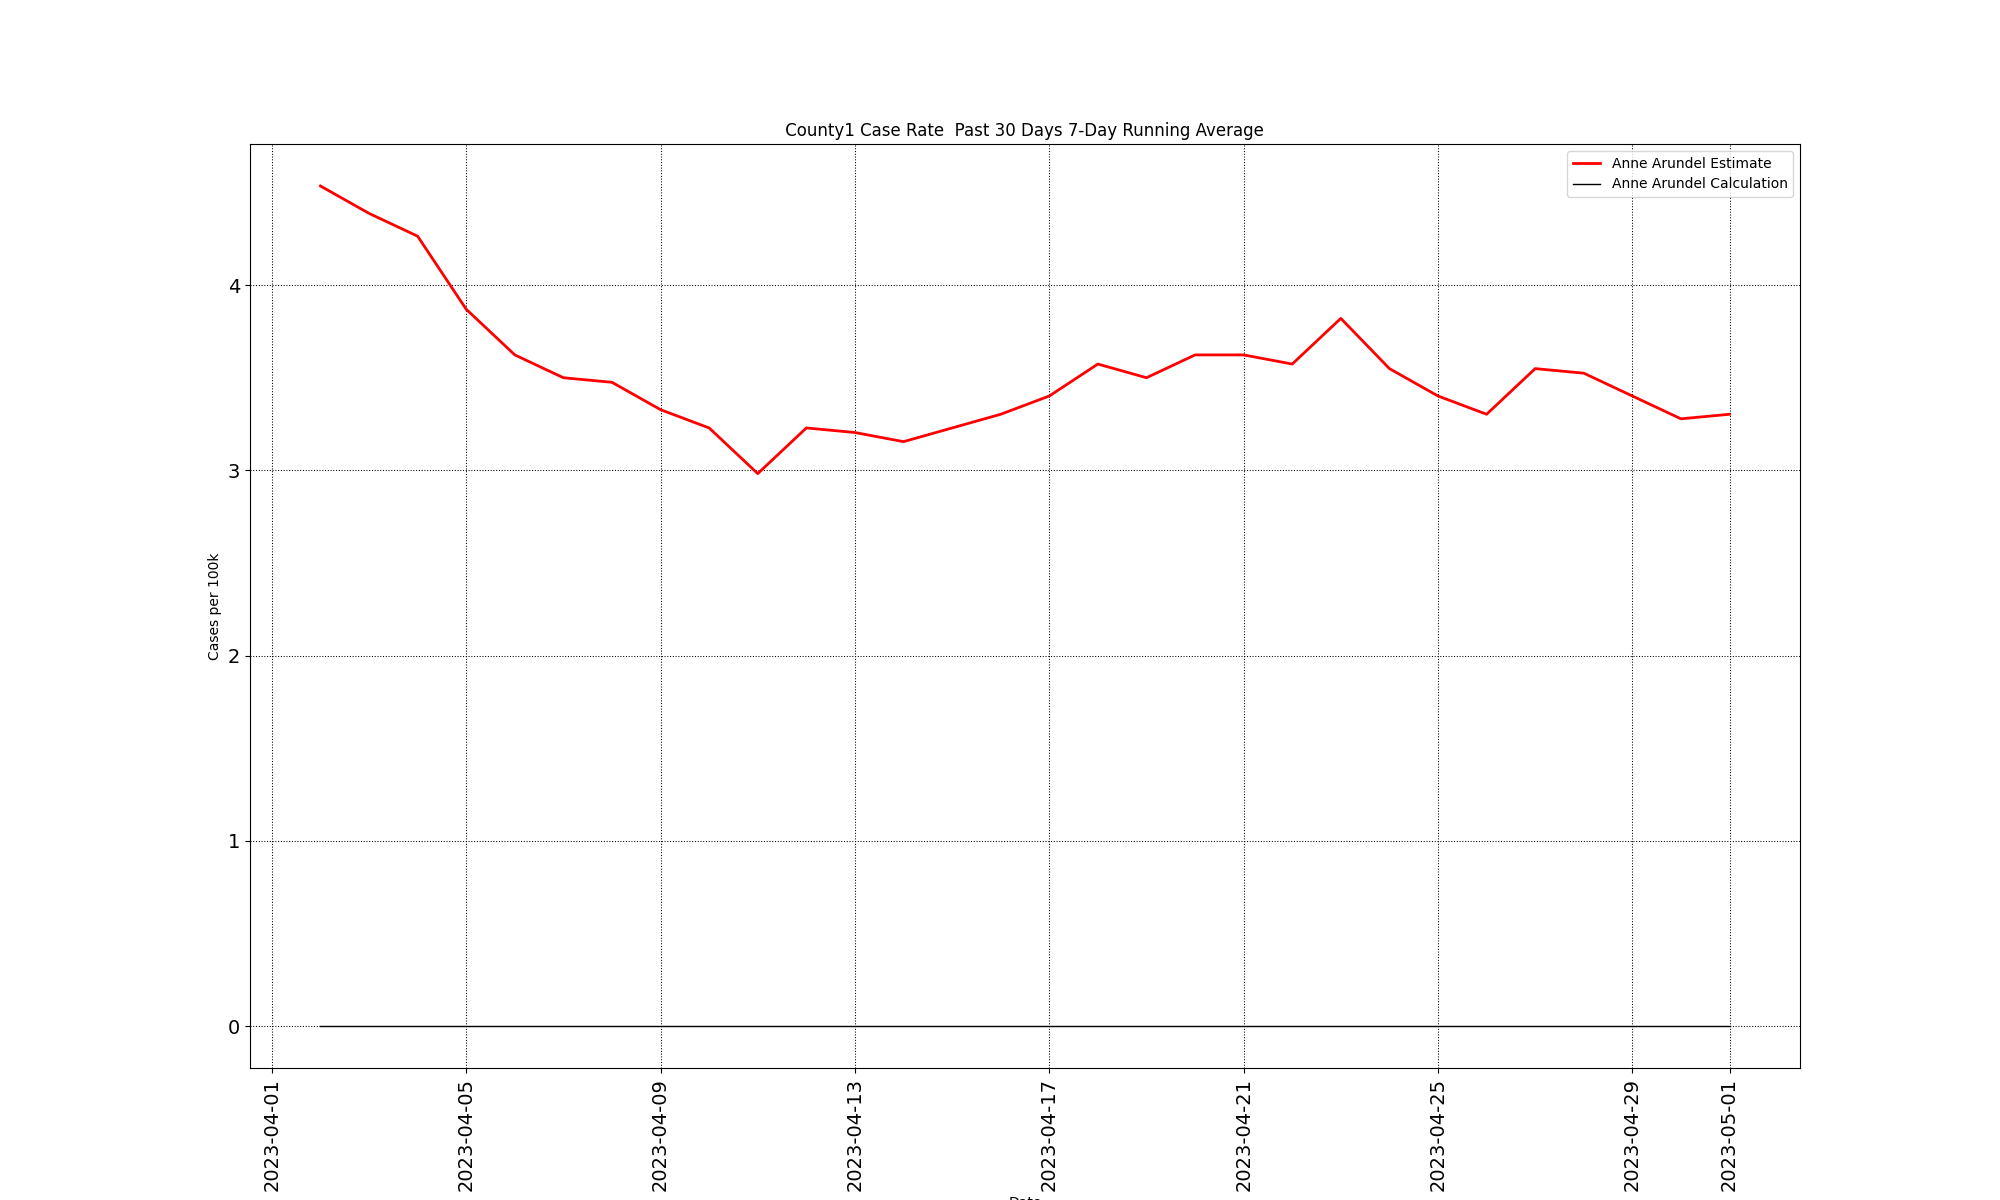 County1 Case Rate  Past 30 Days 7-Day Running Average
Anne Arundel Estimate
Anne Arundel Calculation
Cases per 100k
4
3
2
1
0
2023-04-01
2023-04-05
2023-04-09
2023-04-13
2023-04-17
2023-04-21
2023-04-25
2023-04-29
2023-05-01
Date